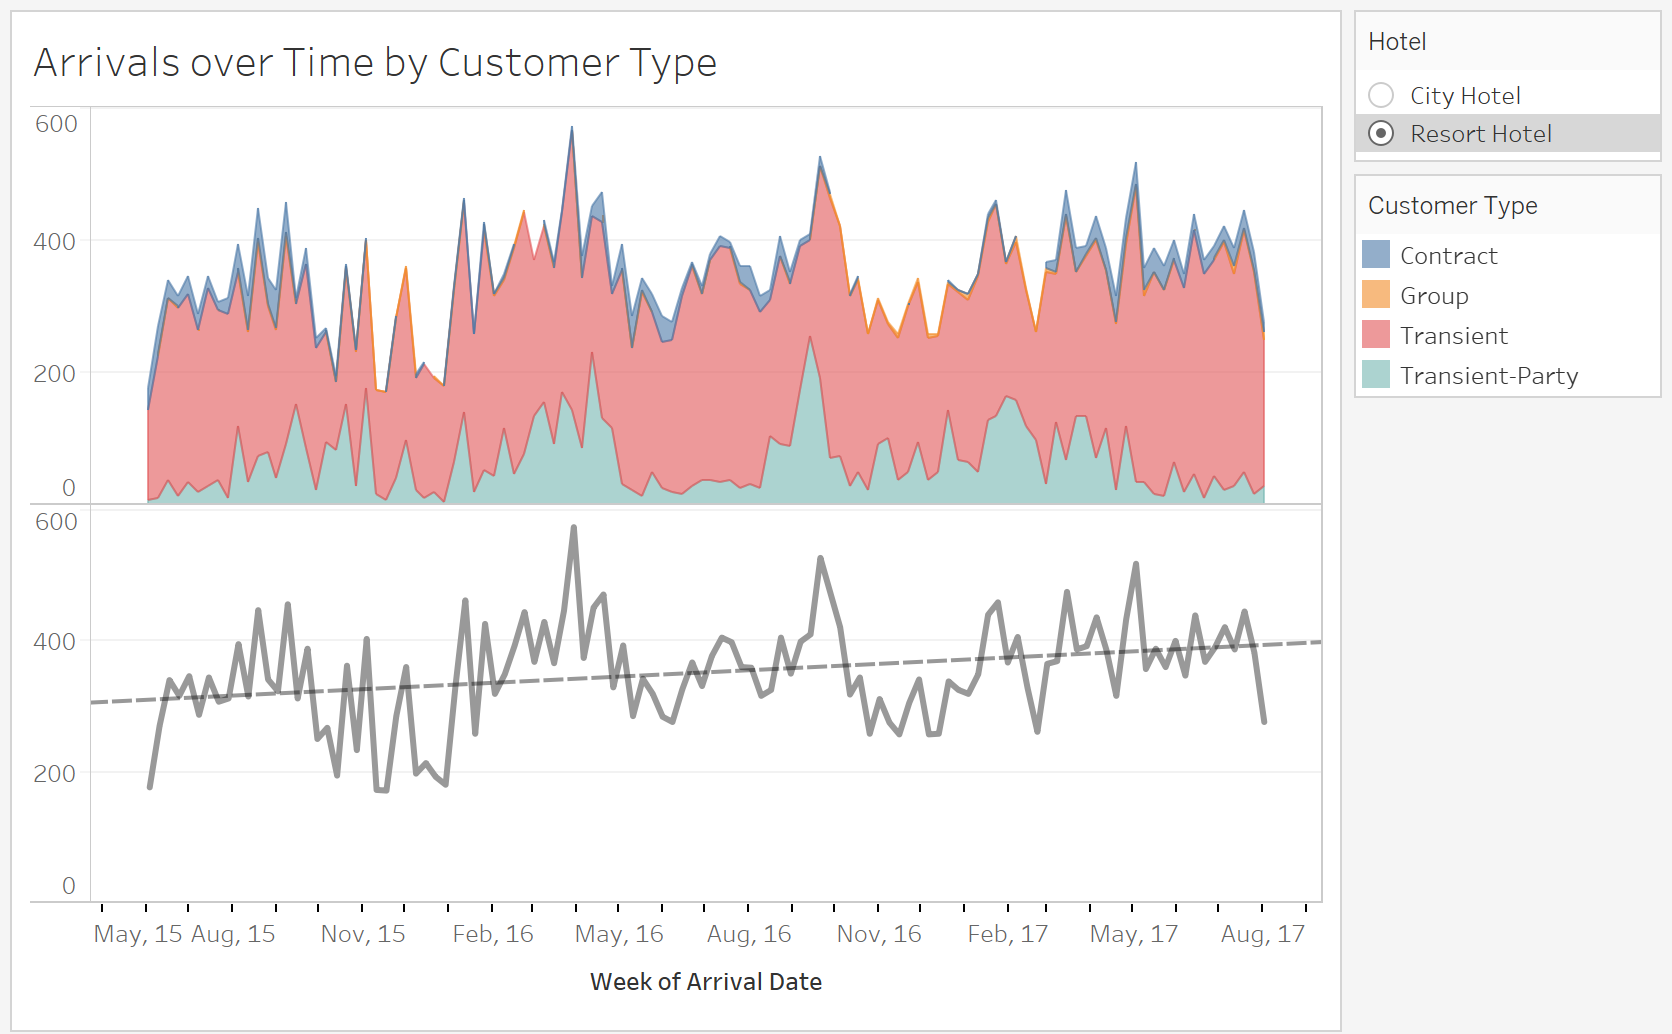 Arrivals over Time by Customer Type
600
400
200
0
600
400
200
0
May, 15 Aug, 15 Nov, 15 Feb, 16 May, 16 Aug, 16 Nov, 16 Feb, 17 May, 17 Aug, 17
Week of Arrival Date
Hotel
City Hotel
Resort Hotel
Customer Type
Contract
Group
Transient
Transient-Party